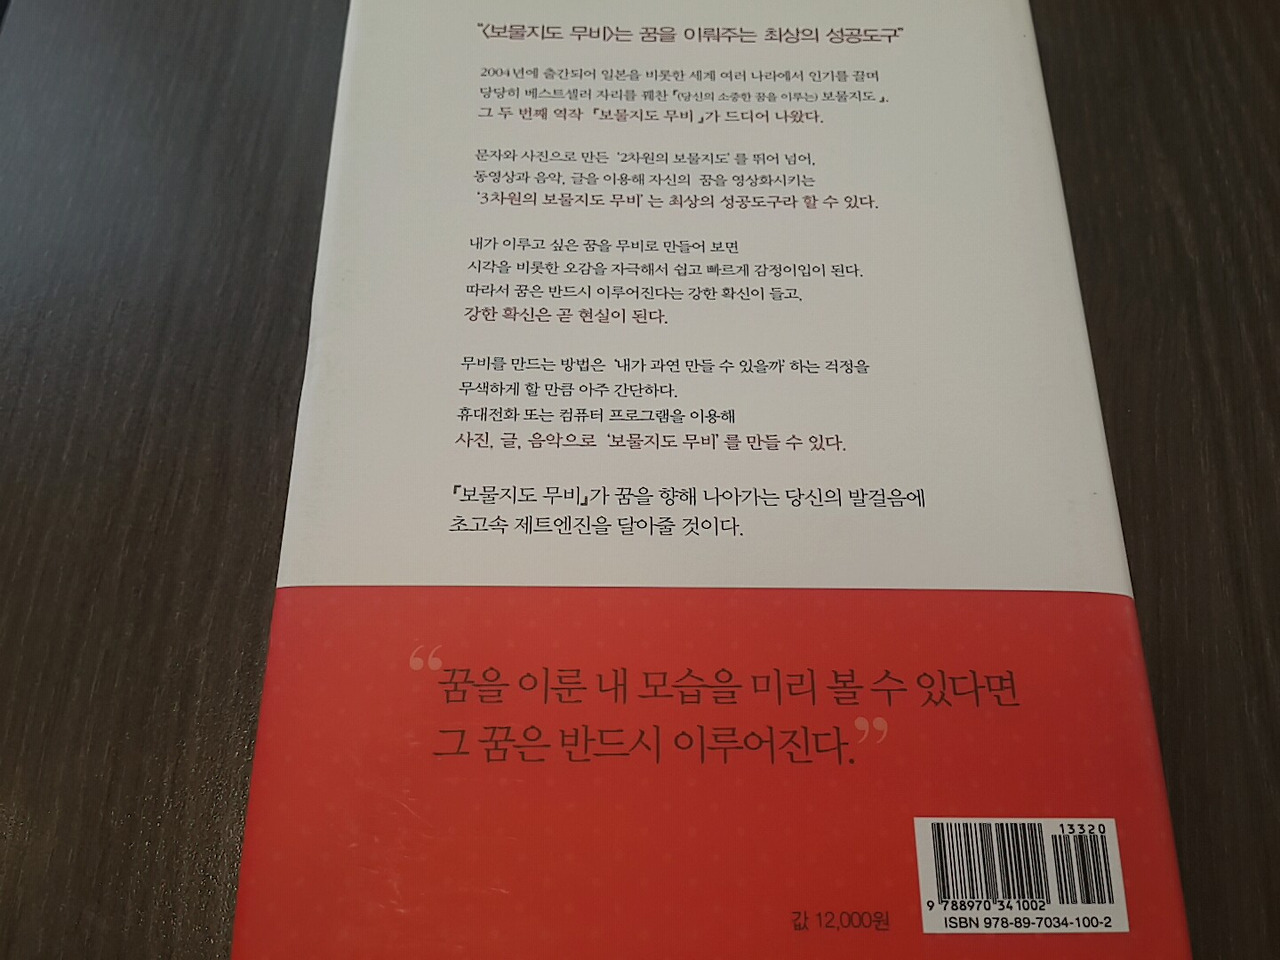 “<보물지도 무비>는 꿈을 이뤄주는 최상의 성공도구”
2004년에 출간되어 일본을 비롯한 세계 여러 나라에서 인기를 끌며
당당히 베스트셀러 자리를 꿰찬 『(당신의 소중한 꿈을 이루는) 보물지도』.
그 두 번째 역작 『보물지도 무비』가 드디어 나왔다.
문자와 사진으로 만든 ‘2차원의 보물지도’를 뛰어 넘어,
동영상과 음악, 글을 이용해 자신의 꿈을 영상화시키는
‘3차원의 보물지도 무비’는 최상의 성공도구라 할 수 있다.
내가 이루고 싶은 꿈을 무비로 만들어 보면
시각을 비롯한 오감을 자극해서 쉽고 빠르게 감정이입이 된다.
따라서 꿈은 반드시 이루어진다는 강한 확신이 들고,
강한 확신은 곧 현실이 된다.
무비를 만드는 방법은 ‘내가 과연 만들 수 있을까’ 하는 걱정을
무색하게 할 만큼 아주 간단하다.
휴대전화 또는 컴퓨터 프로그램을 이용해
사진, 글, 음악으로 ‘보물지도 무비’를 만들 수 있다.
『보물지도 무비』가 꿈을 향해 나아가는 당신의 발걸음에
초고속 제트엔진을 달아줄 것이다.
“꿈을 이룬 내 모습을 미리 볼 수 있다면
그 꿈은 반드시 이루어진다.”
13320
9 788970 341002
ISBN 978-89-7034-100-2
값 12,000원